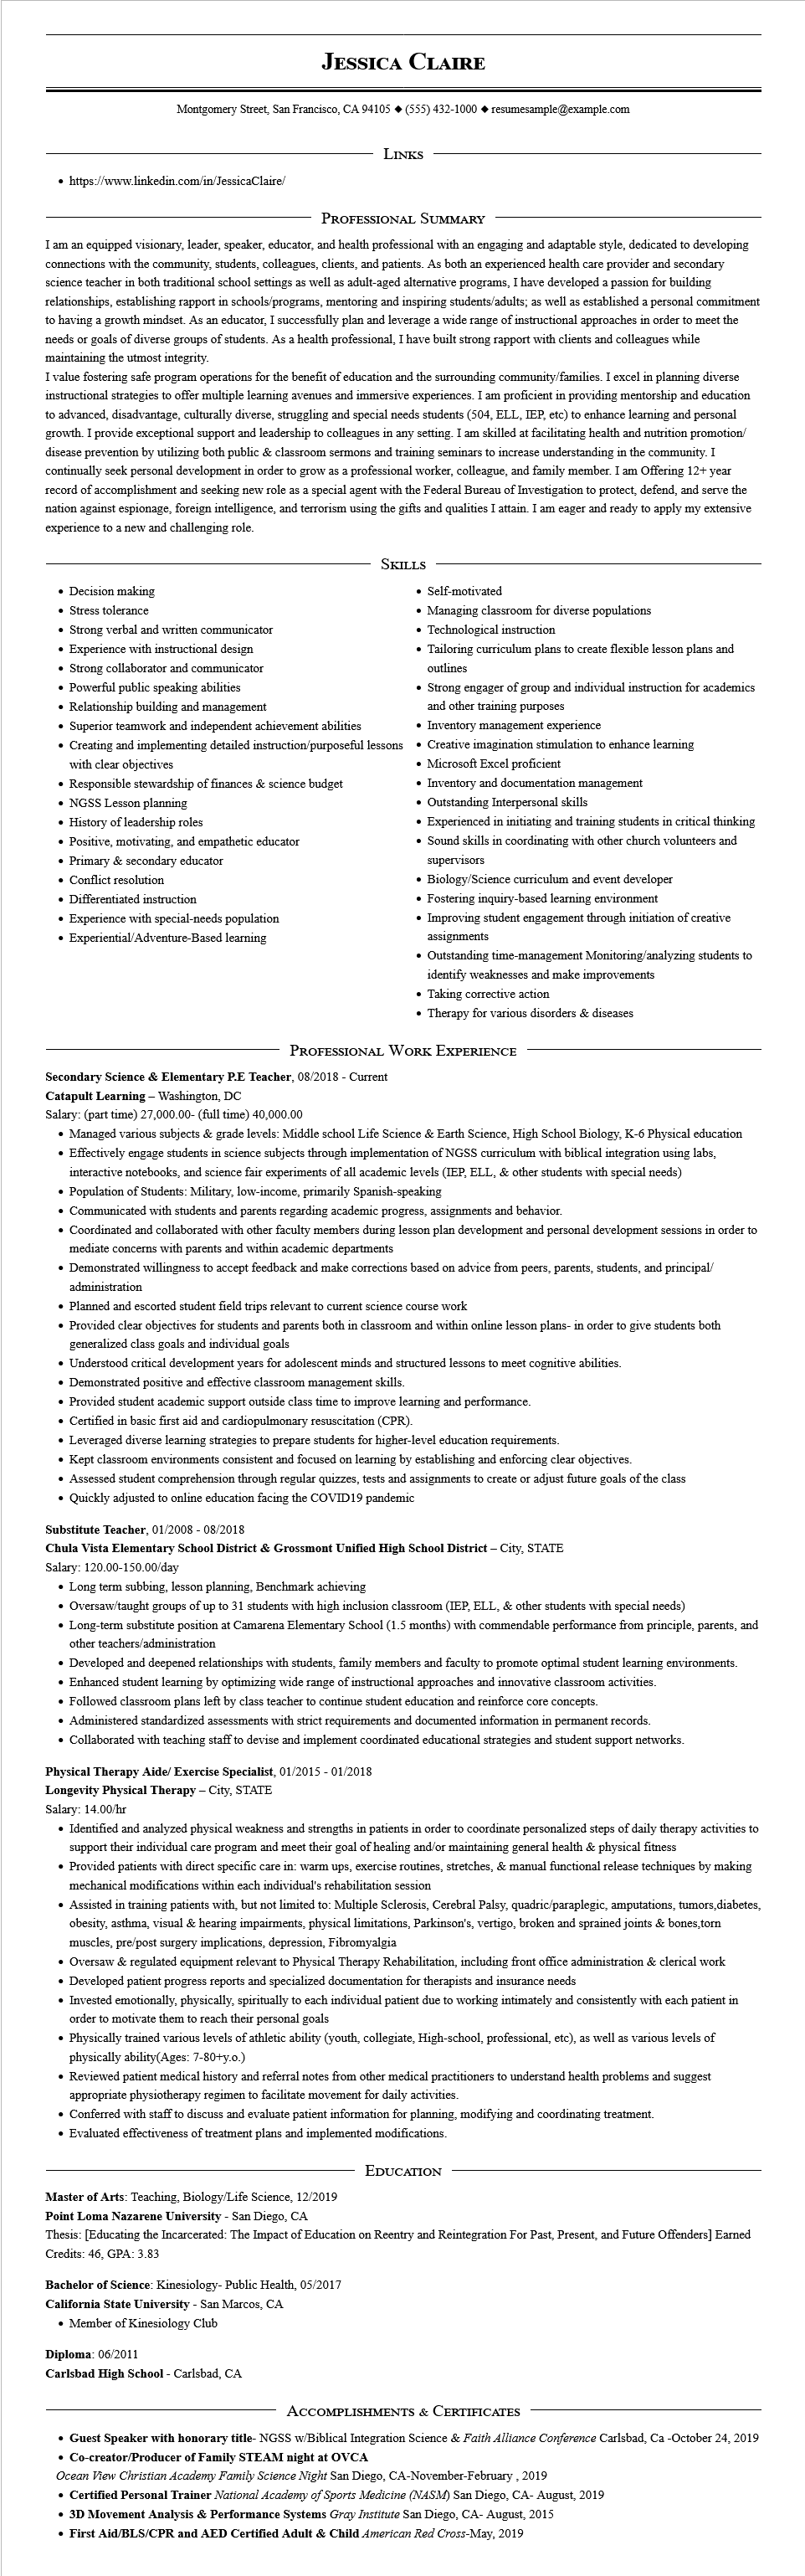 Jessica Claire
Montgomery Street, San Francisco, CA 94105 ◆ (555) 432-1000 ◆ resumesample@example.com
Links
• https://www.linkedin.com/in/JessicaClaire/
Professional Summary
I am an equipped visionary, leader, speaker, educator, and health professional with an engaging and adaptable style, dedicated to developing
connections with the community, students, colleagues, clients, and patients. As both an experienced health care provider and secondary
science teacher in both traditional school settings as well as adult-aged alternative programs, I have developed a passion for building
relationships, establishing rapport in schools/programs, mentoring and inspiring students/adults; as well as established a personal commitment
to having a growth mindset. As an educator, I successfully plan and leverage a wide range of instructional approaches in order to meet the
needs or goals of diverse groups of students. As a health professional, I have built strong rapport with clients and colleagues while
maintaining the utmost integrity.
I value fostering safe program operations for the benefit of education and the surrounding community/families. I excel in planning diverse
instructional strategies to offer multiple learning avenues and immersive experiences. I am proficient in providing mentorship and education
to advanced, disadvantage, culturally diverse, struggling and special needs students (504, ELL, IEP, etc) to enhance learning and personal
growth. I provide exceptional support and leadership to colleagues in any setting. I am skilled at facilitating health and nutrition promotion/
disease prevention by utilizing both public & classroom sermons and training seminars to increase understanding in the community. I
continually seek personal development in order to grow as a professional worker, colleague, and family member. I am Offering 12+ year
record of accomplishment and seeking new role as a special agent with the Federal Bureau of Investigation to protect, defend, and serve the
nation against espionage, foreign intelligence, and terrorism using the gifts and qualities I attain. I am eager and ready to apply my extensive
experience to a new and challenging role.
Skills
• Decision making
• Stress tolerance
• Strong verbal and written communicator
• Experience with instructional design
• Strong collaborator and communicator
• Powerful public speaking abilities
• Relationship building and management
• Superior teamwork and independent achievement abilities
• Creating and implementing detailed instruction/purposeful lessons
with clear objectives
• Responsible stewardship of finances & science budget
• NGSS Lesson planning
• History of leadership roles
• Positive, motivating, and empathetic educator
• Primary & secondary educator
• Conflict resolution
• Differentiated instruction
• Experience with special-needs population
• Experiential/Adventure-Based learning
• Self-motivated
• Managing classroom for diverse populations
• Technological instruction
• Tailoring curriculum plans to create flexible lesson plans and
outlines
• Strong engager of group and individual instruction for academics
and other training purposes
• Inventory management experience
• Creative imagination stimulation to enhance learning
• Microsoft Excel proficient
• Inventory and documentation management
• Outstanding Interpersonal skills
• Experienced in initiating and training students in critical thinking
• Sound skills in coordinating with other church volunteers and
supervisors
• Biology/Science curriculum and event developer
• Fostering inquiry-based learning environment
• Improving student engagement through initiation of creative
assignments
• Outstanding time-management Monitoring/analyzing students to
identify weaknesses and make improvements
• Taking corrective action
• Therapy for various disorders & diseases
Professional Work Experience
Secondary Science & Elementary P.E Teacher, 08/2018 - Current
Catapult Learning – Washington, DC
Salary: (part time) 27,000.00- (full time) 40,000.00
• Managed various subjects & grade levels: Middle school Life Science & Earth Science, High School Biology, K-6 Physical education
• Effectively engage students in science subjects through implementation of NGSS curriculum with biblical integration using labs,
interactive notebooks, and science fair experiments of all academic levels (IEP, ELL, & other students with special needs)
• Population of Students: Military, low-income, primarily Spanish-speaking
• Communicated with students and parents regarding academic progress, assignments and behavior.
• Coordinated and collaborated with other faculty members during lesson plan development and personal development sessions in order to
mediate concerns with parents and within academic departments
• Demonstrated willingness to accept feedback and make corrections based on advice from peers, parents, students, and principal/
administration
• Planned and escorted student field trips relevant to current science course work
• Provided clear objectives for students and parents both in classroom and within online lesson plans- in order to give students both
generalized class goals and individual goals
• Understood critical development years for adolescent minds and structured lessons to meet cognitive abilities.
• Demonstrated positive and effective classroom management skills.
• Provided student academic support outside class time to improve learning and performance.
• Certified in basic first aid and cardiopulmonary resuscitation (CPR).
• Leveraged diverse learning strategies to prepare students for higher-level education requirements.
• Kept classroom environments consistent and focused on learning by establishing and enforcing clear objectives.
• Assessed student comprehension through regular quizzes, tests and assignments to create or adjust future goals of the class
• Quickly adjusted to online education facing the COVID19 pandemic
Substitute Teacher, 01/2008 - 08/2018
Chula Vista Elementary School District & Grossmont Unified High School District – City, STATE
Salary: 120.00-150.00/day
• Long term subbing, lesson planning, Benchmark achieving
• Oversaw/taught groups of up to 31 students with high inclusion classroom (IEP, ELL, & other students with special needs)
• Long-term substitute position at Camarena Elementary School (1.5 months) with commendable performance from principle, parents, and
other teachers/administration
• Developed and deepened relationships with students, family members and faculty to promote optimal student learning environments.
• Enhanced student learning by optimizing wide range of instructional approaches and innovative classroom activities.
• Followed classroom plans left by class teacher to continue student education and reinforce core concepts.
• Administered standardized assessments with strict requirements and documented information in permanent records.
• Collaborated with teaching staff to devise and implement coordinated educational strategies and student support networks.
Physical Therapy Aide/ Exercise Specialist, 01/2015 - 01/2018
Longevity Physical Therapy – City, STATE
Salary: 14.00/hr
• Identified and analyzed physical weakness and strengths in patients in order to coordinate personalized steps of daily therapy activities to
support their individual care program and meet their goal of healing and/or maintaining general health & physical fitness
• Provided patients with direct specific care in: warm ups, exercise routines, stretches, & manual functional release techniques by making
mechanical modifications within each individual's rehabilitation session
• Assisted in training patients with, but not limited to: Multiple Sclerosis, Cerebral Palsy, quadric/paraplegic, amputations, tumors,diabetes,
obesity, asthma, visual & hearing impairments, physical limitations, Parkinson's, vertigo, broken and sprained joints & bones,torn
muscles, pre/post surgery implications, depression, Fibromyalgia
• Oversaw & regulated equipment relevant to Physical Therapy Rehabilitation, including front office administration & clerical work
• Developed patient progress reports and specialized documentation for therapists and insurance needs
• Invested emotionally, physically, spiritually to each individual patient due to working intimately and consistently with each patient in
order to motivate them to reach their personal goals
• Physically trained various levels of athletic ability (youth, collegiate, High-school, professional, etc), as well as various levels of
physically ability(Ages: 7-80+y.o.)
• Reviewed patient medical history and referral notes from other medical practitioners to understand health problems and suggest
appropriate physiotherapy regimen to facilitate movement for daily activities.
• Conferred with staff to discuss and evaluate patient information for planning, modifying and coordinating treatment.
• Evaluated effectiveness of treatment plans and implemented modifications.
Education
Master of Arts: Teaching, Biology/Life Science, 12/2019
Point Loma Nazarene University - San Diego, CA
Thesis: [Educating the Incarcerated: The Impact of Education on Reentry and Reintegration For Past, Present, and Future Offenders] Earned
Credits: 46, GPA: 3.83
Bachelor of Science: Kinesiology- Public Health, 05/2017
California State University - San Marcos, CA
• Member of Kinesiology Club
Diploma: 06/2011
Carlsbad High School - Carlsbad, CA
Accomplishments & Certificates
• Guest Speaker with honorary title- NGSS w/Biblical Integration Science & Faith Alliance Conference Carlsbad, Ca -October 24, 2019
• Co-creator/Producer of Family STEAM night at OVCA
Ocean View Christian Academy Family Science Night San Diego, CA-November-February , 2019
• Certified Personal Trainer National Academy of Sports Medicine (NASM) San Diego, CA- August, 2019
• 3D Movement Analysis & Performance Systems Gray Institute San Diego, CA- August, 2015
• First Aid/BLS/CPR and AED Certified Adult & Child American Red Cross-May, 2019